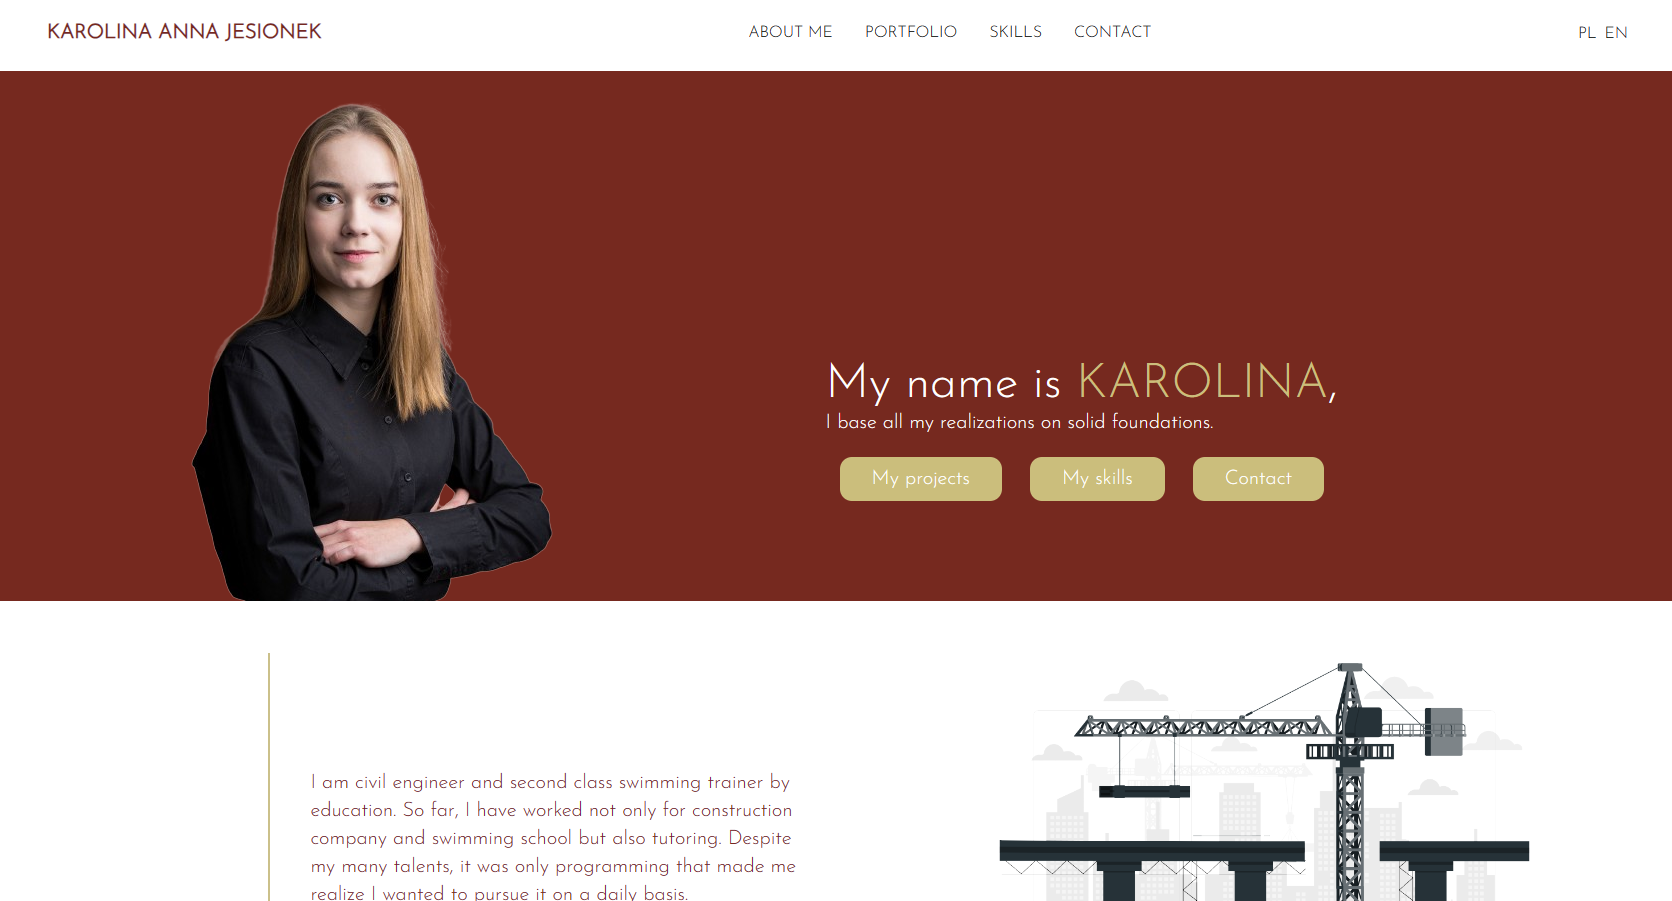 KAROLINA ANNA JESIONEK
ABOUT ME PORTFOLIO SKILLS CONTACT
PL EN
My name is KAROLINA,
I base all my realizations on solid foundations.
My projects My skills Contact
I am civil engineer and second class swimming trainer by
education. So far, I have worked not only for construction
company and swimming school but also tutoring. Despite
my many talents, it was only programming that made me
realize I wanted to pursue it on a daily basis.